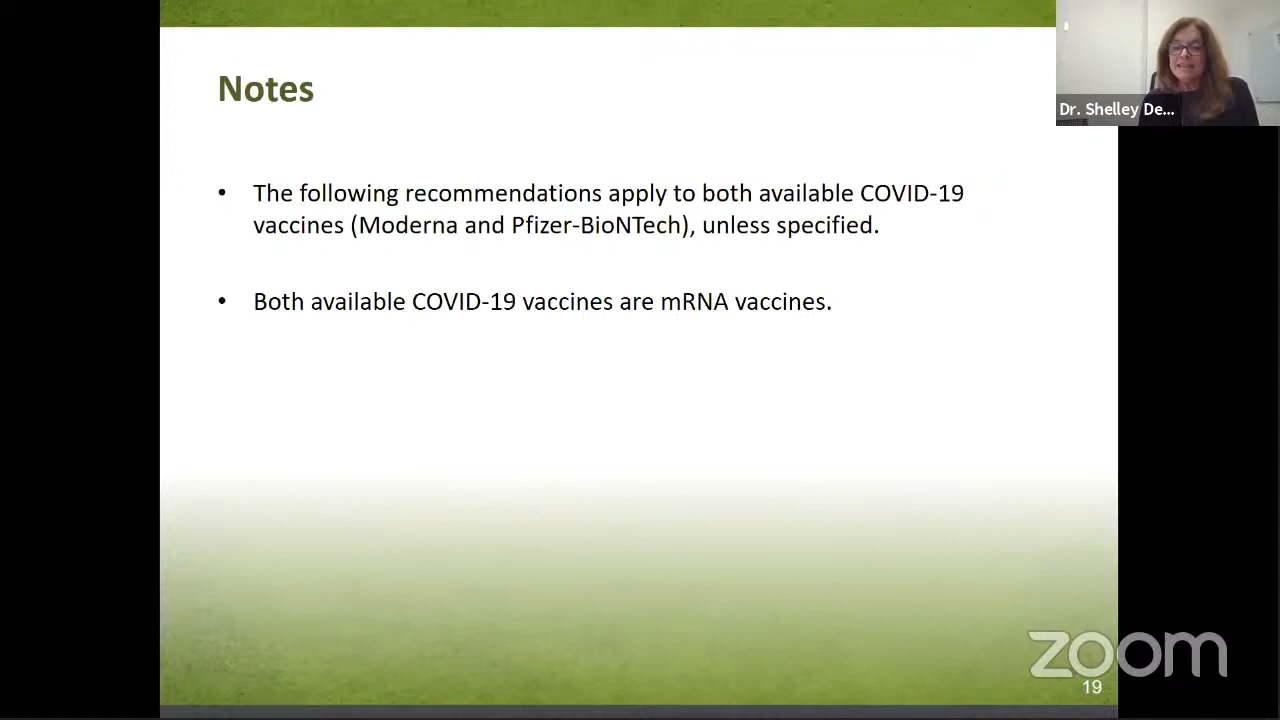 Notes
Dr. Shelley De...
• The following recommendations apply to both available COVID-19
vaccines (Moderna and Pfizer-BioNTech), unless specified.
• Both available COVID-19 vaccines are mRNA vaccines.
zoom
19